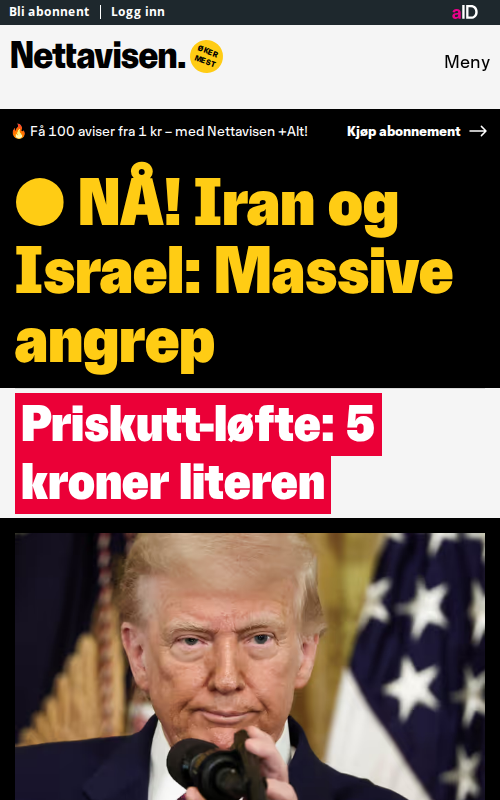 Bli abonnent | Logg inn
aID
Nettavisen.
ØKER
MEST
Meny
🔥 Få 100 aviser fra 1 kr – med Nettavisen +Alt!
Kjøp abonnement →
NÅ! Iran og
Israel: Massive
angrep
Priskutt-løfte: 5
kroner literen